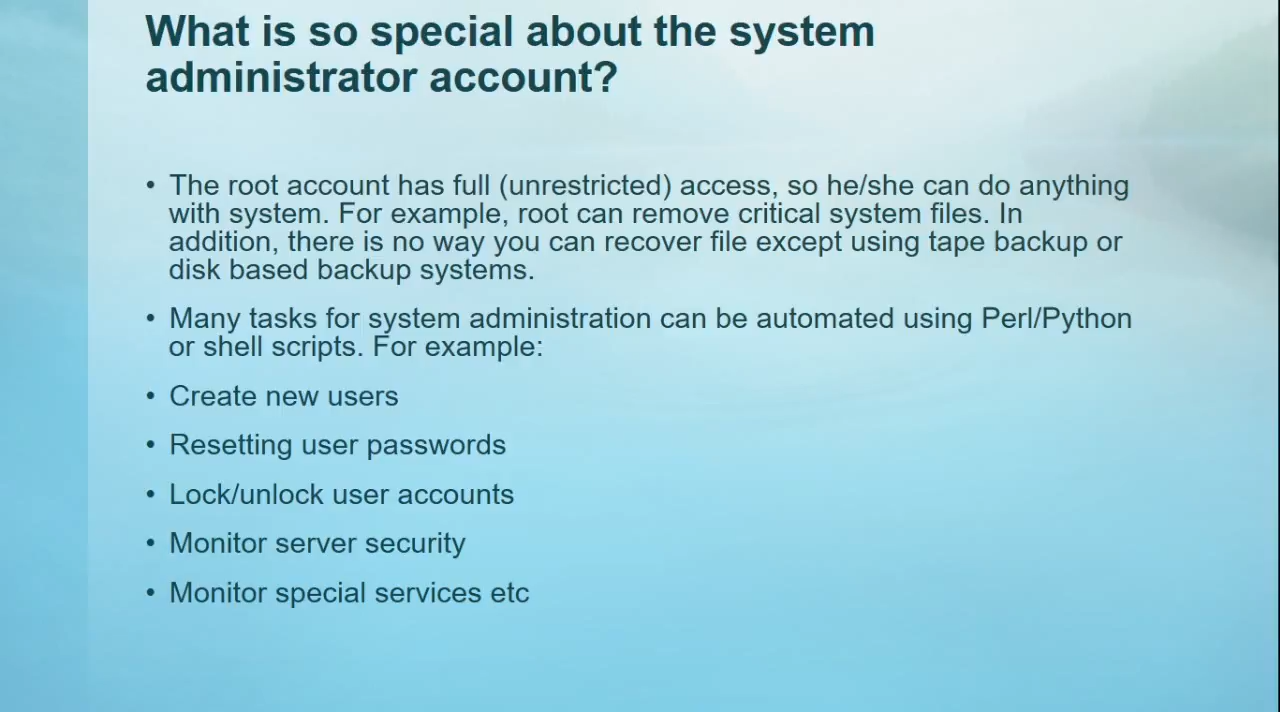 What is so special about the system
administrator account?
• The root account has full (unrestricted) access, so he/she can do anything
with system. For example, root can remove critical system files. In
addition, there is no way you can recover file except using tape backup or
disk based backup systems.
• Many tasks for system administration can be automated using Perl/Python
or shell scripts. For example:
• Create new users
• Resetting user passwords
• Lock/unlock user accounts
• Monitor server security
• Monitor special services etc